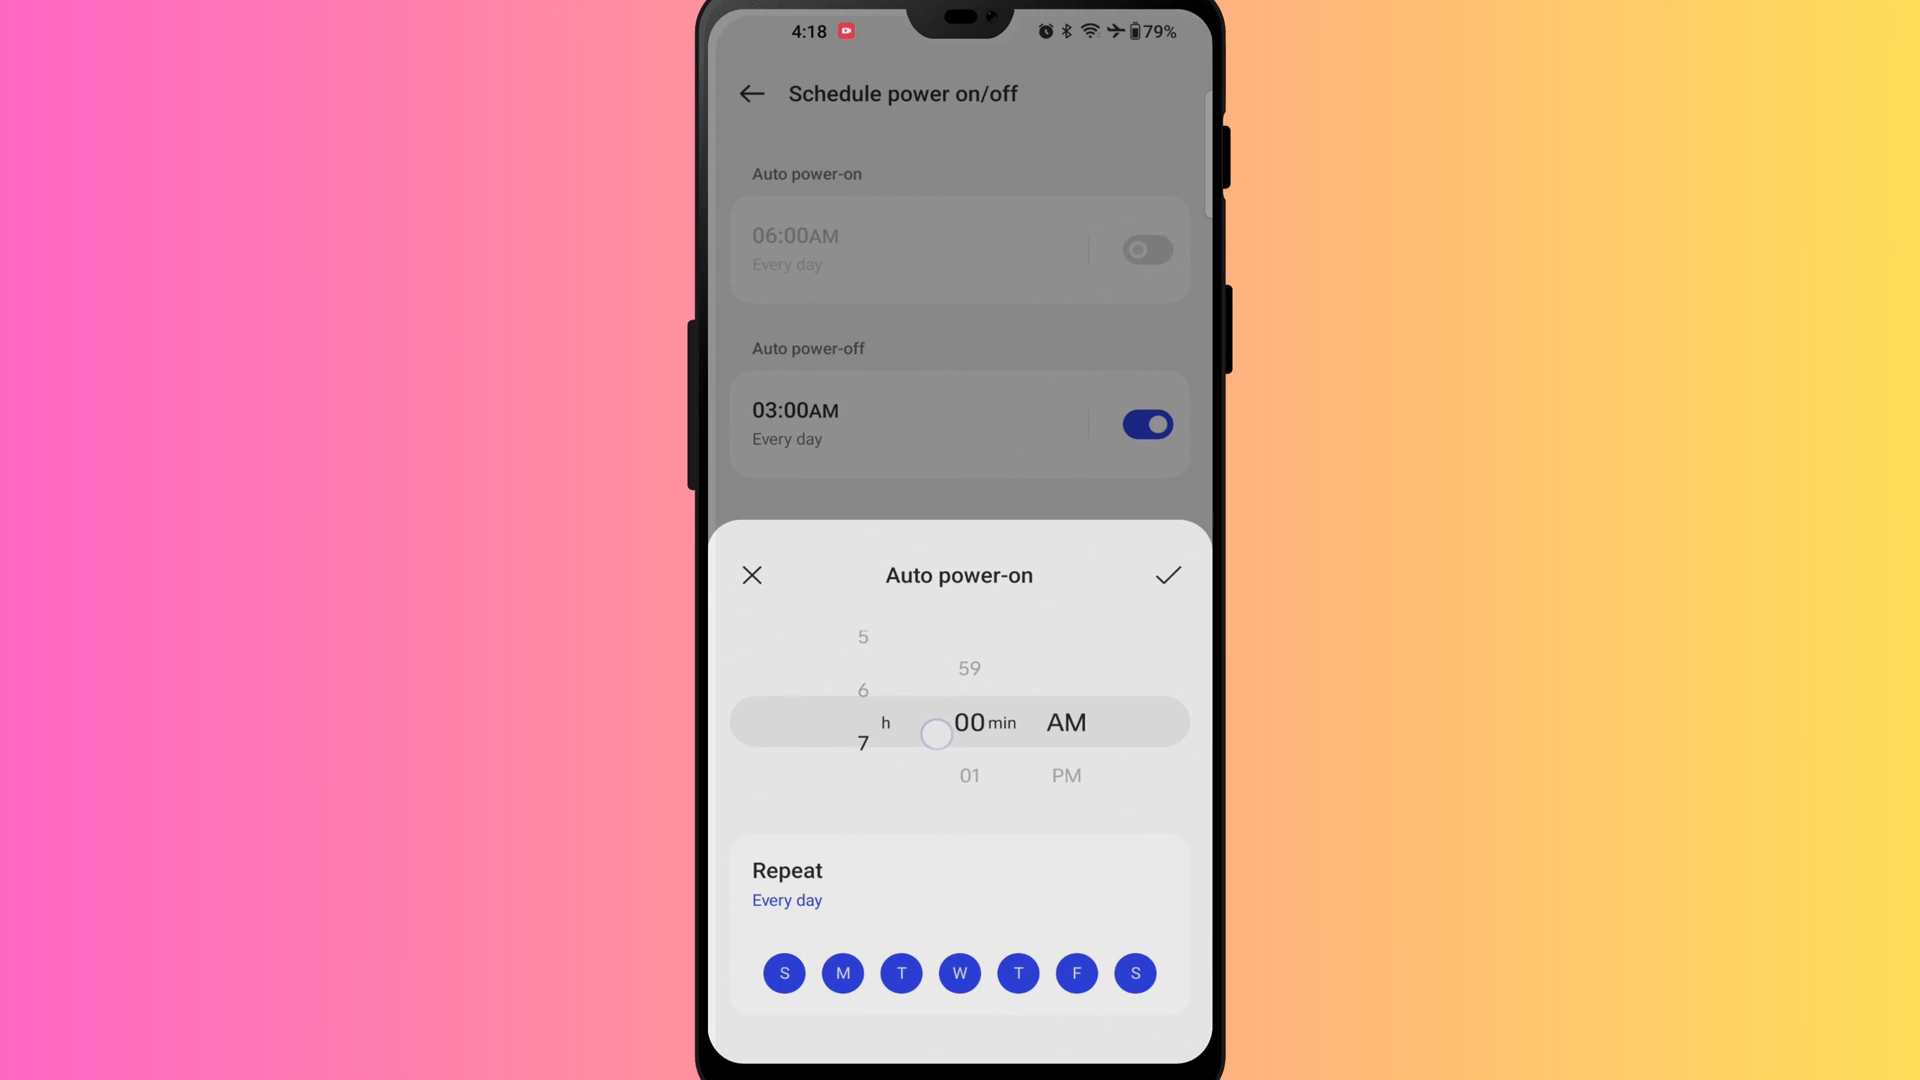 4:18 79%
Schedule power on/off
Auto power-on
06:00AM
Every day
Auto power-off
03:00AM
Every day
Auto power-on
5
59
6
h 00 min AM
7
01 PM
Repeat
Every day
S M T W T F S